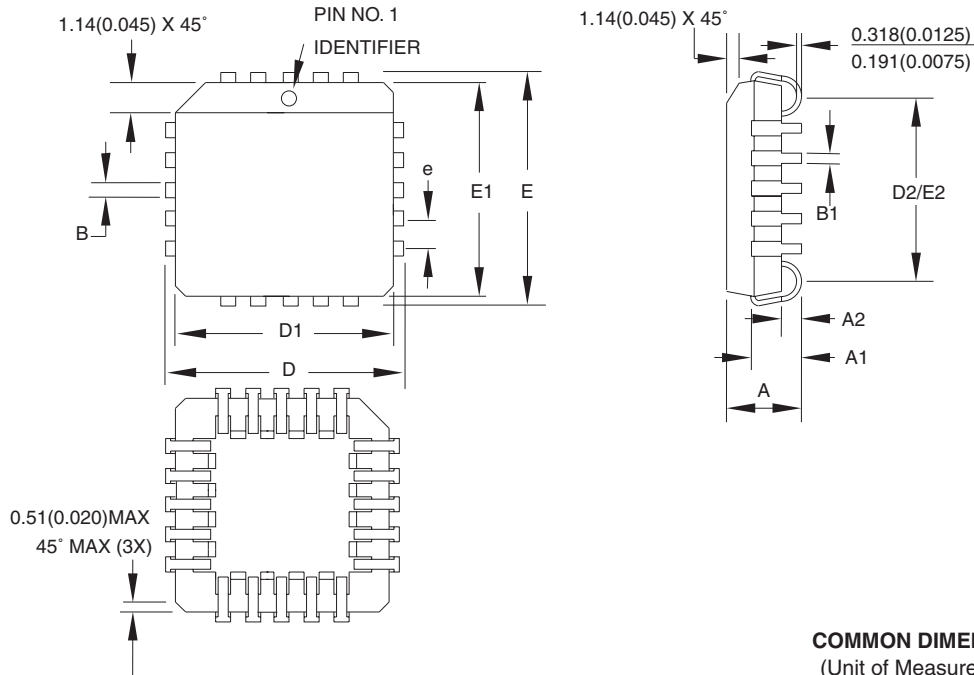 1.14(0.045) X 45˚
PIN NO. 1
IDENTIFIER
1.14(0.045) X 45˚
0.318(0.0125)
0.191(0.0075)
e
E1
E
B
D1
D
B1
D2/E2
A2
A1
A
0.51(0.020)MAX
45˚ MAX (3X)
COMMON DIME
(Unit of Measure